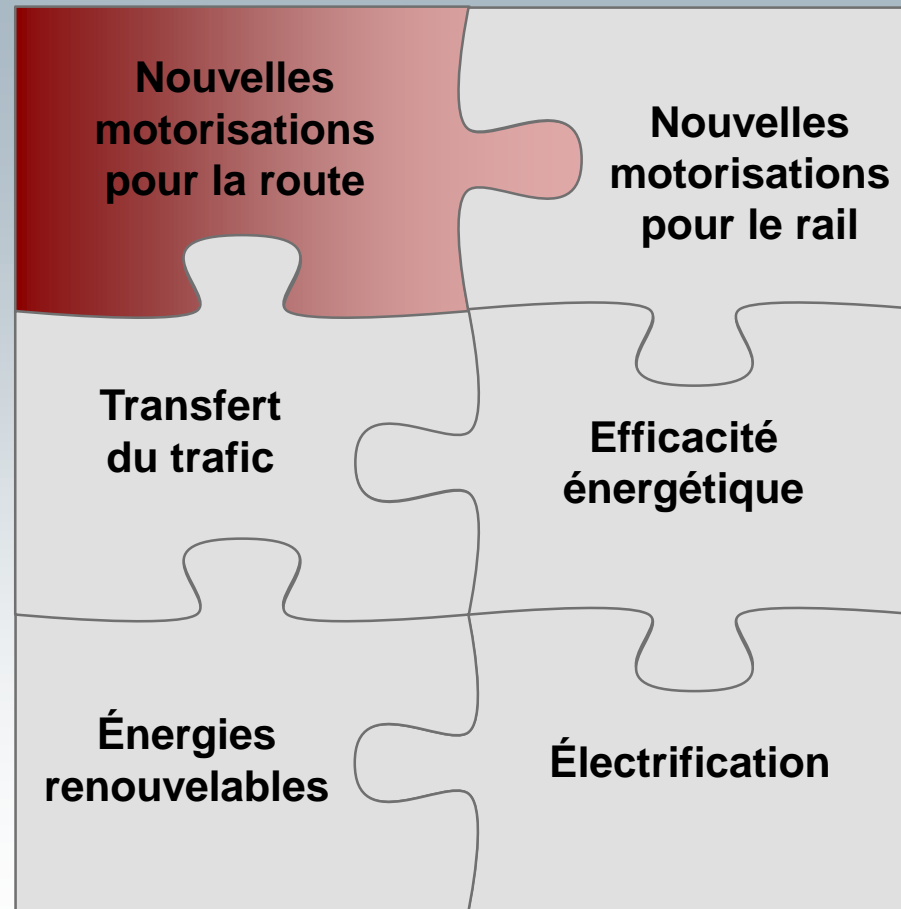 Nouvelles
motorisations
pour la route
Nouvelles
motorisations
pour le rail
Transfert
du trafic
Efficacité
énergétique
Énergies
renouvelables
Électrification